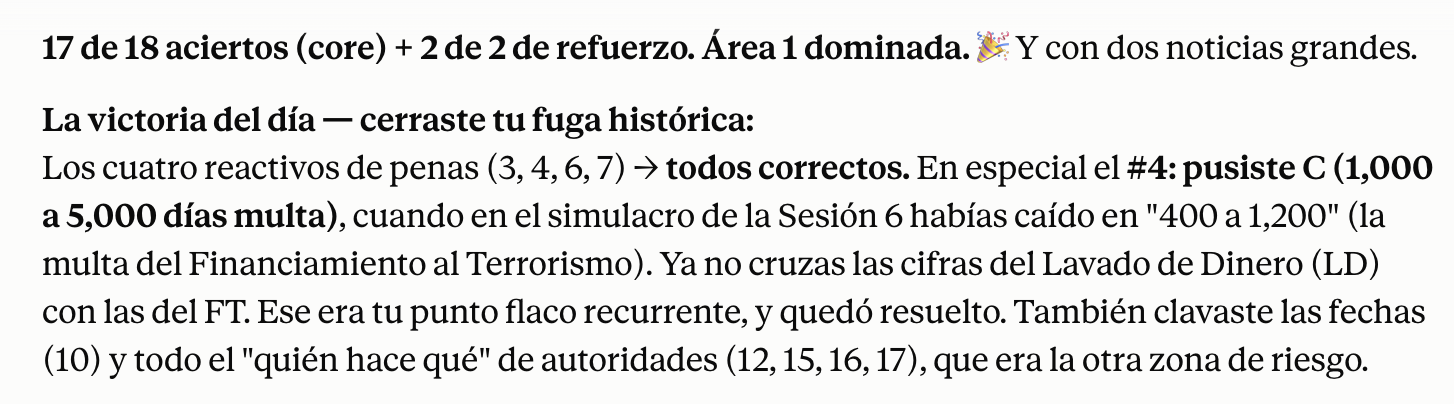 17 de 18 aciertos (core) + 2 de 2 de refuerzo. Área 1 dominada. 🎉 Y con dos noticias grandes.
La victoria del día — cerraste tu fuga histórica:
Los cuatro reactivos de penas (3, 4, 6, 7) → todos correctos. En especial el #4: pusiste C (1,000
a 5,000 días multa), cuando en el simulacro de la Sesión 6 habías caído en "400 a 1,200" (la
multa del Financiamiento al Terrorismo). Ya no cruzas las cifras del Lavado de Dinero (LD)
con las del FT. Ese era tu punto flaco recurrente, y quedó resuelto. También clavaste las fechas
(10) y todo el "quién hace qué" de autoridades (12, 15, 16, 17), que era la otra zona de riesgo.